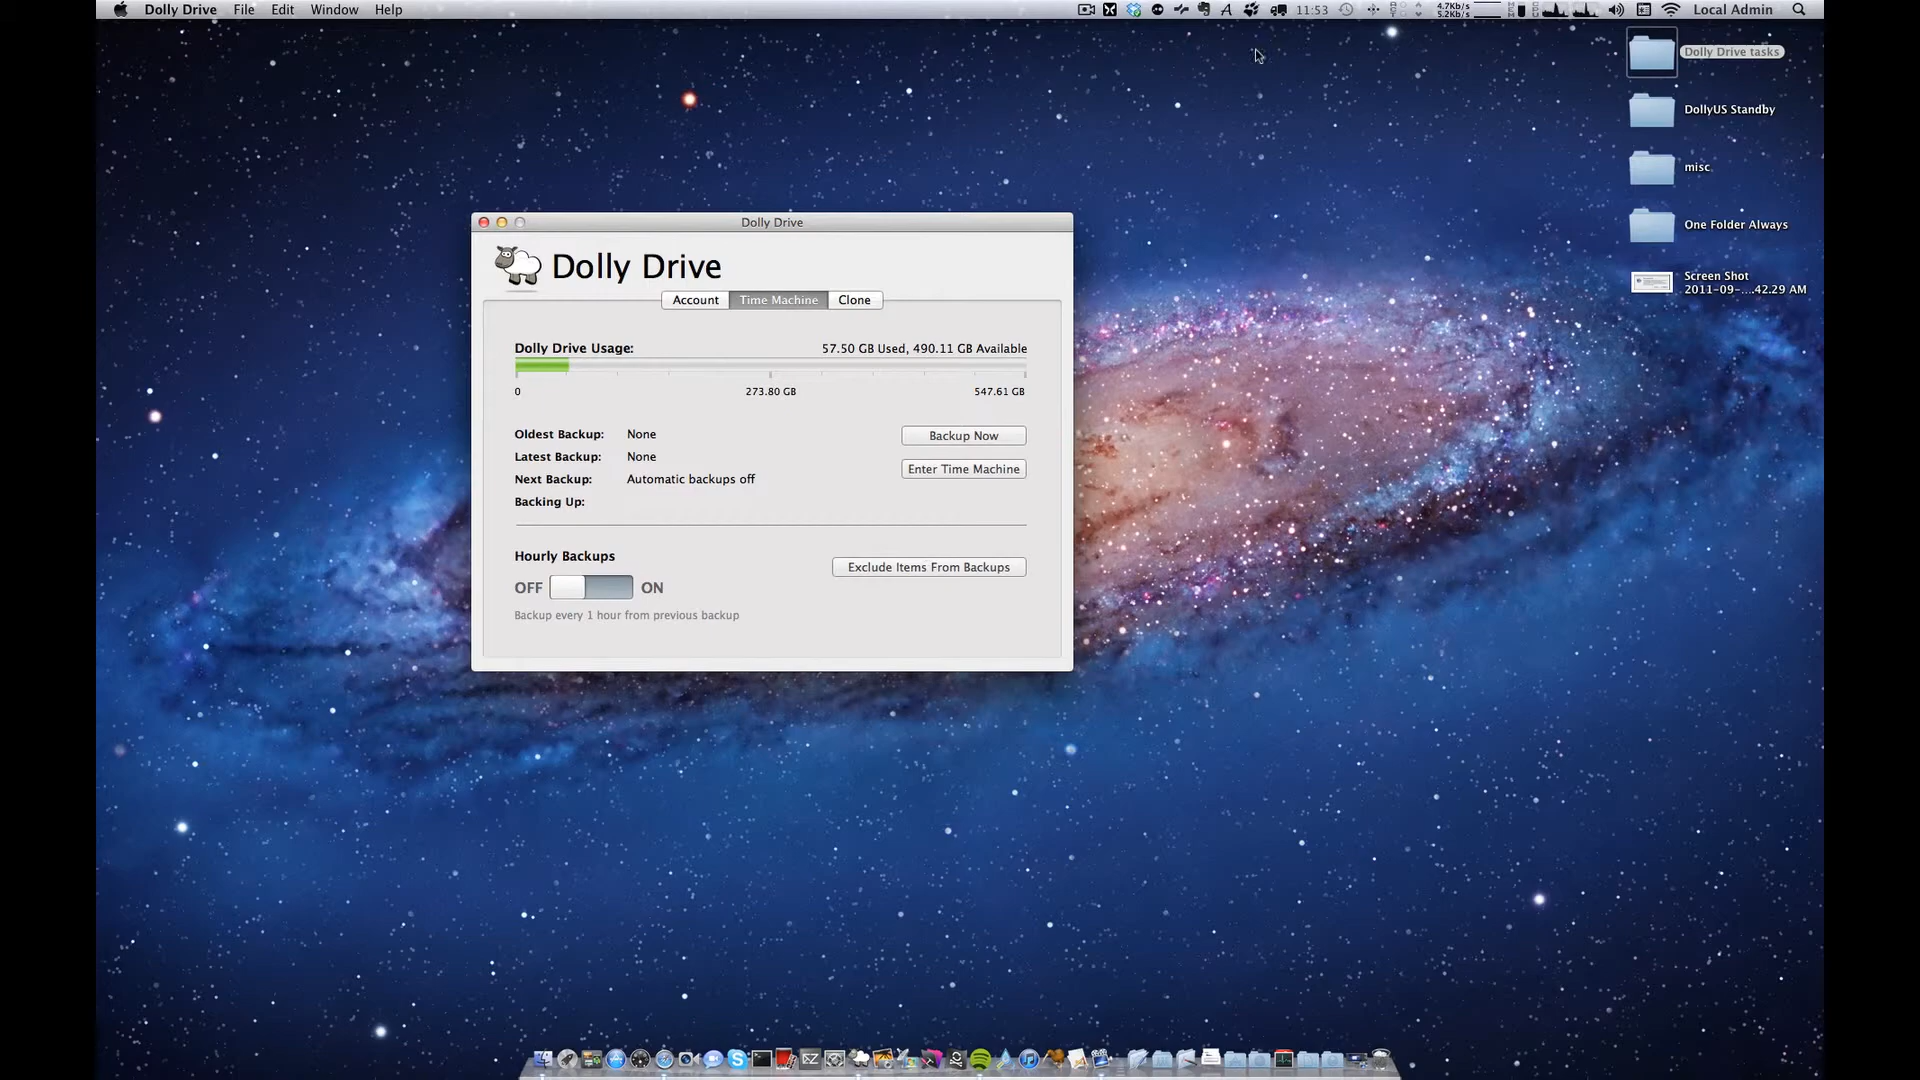 Dolly Drive File Edit Window Help 11:53 4.7Kb/s 5.2Kb/s Local Admin
Dolly Drive tasks
DollyUS Standby
misc
One Folder Always
Screen Shot
2011-09-....42.29 AM
Dolly Drive
Dolly Drive
Account Time Machine Clone
Dolly Drive Usage: 57.50 GB Used, 490.11 GB Available
0 273.80 GB 547.61 GB
Oldest Backup: None
Backup Now
Latest Backup: None
Enter Time Machine
Next Backup: Automatic backups off
Backing Up:
Hourly Backups
Exclude Items From Backups
OFF ON
Backup every 1 hour from previous backup